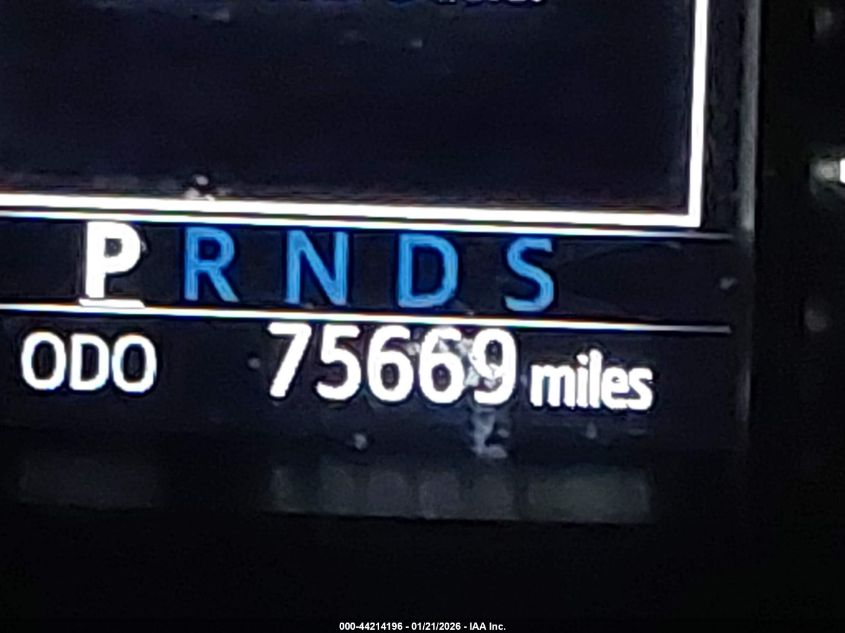 P R N D S
ODO 75669 miles
000-44214196 - 01/21/2026 - IAA Inc.